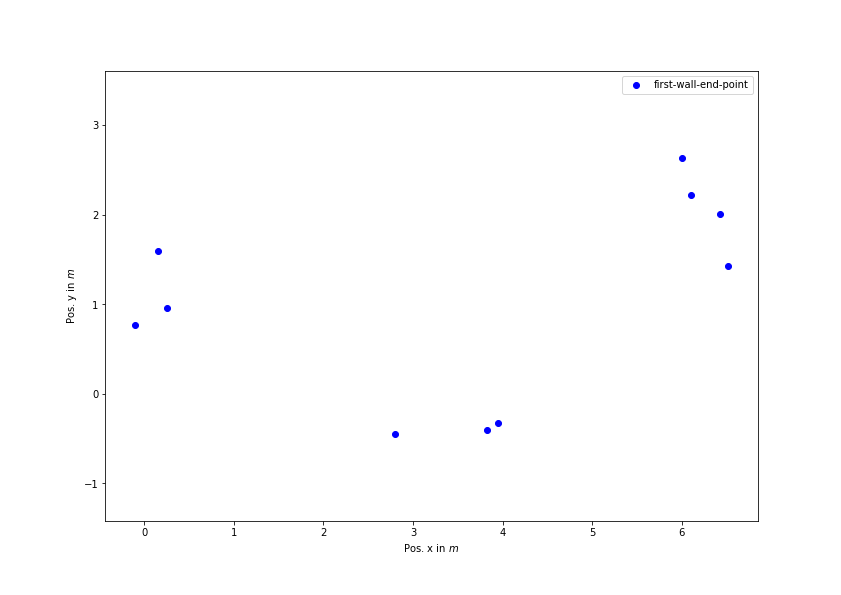 first-wall-end-point
3
2
1
0
−1
Pos. y in m
0 1 2 3 4 5 6
Pos. x in m